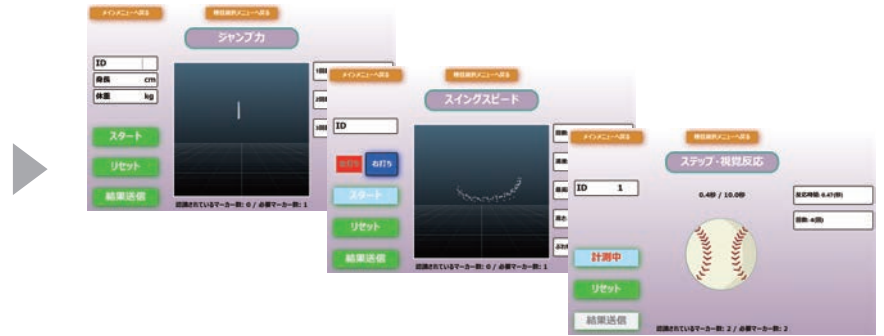 メインメニューへ戻る
種目選択メニューへ戻る
ジャンプ力
ID
身長 cm
体重 kg
スタート
リセット
結果送信
認識されているマーカー数: 0 / 必要マーカー数: 1
メインメニューへ戻る
種目選択メニューへ戻る
スイングスピード
ID
右打ち
スタート
リセット
結果送信
認識されているマーカー数: 0 / 必要マーカー数: 1
メインメニューへ戻る
種目選択メニューへ戻る
ステップ・視覚反応
ID 1
0.4秒 / 10.0秒
反応時間: 0.47(秒)
計測中
リセット
結果送信
認識されているマーカー数: 2 / 必要マーカー数: 2